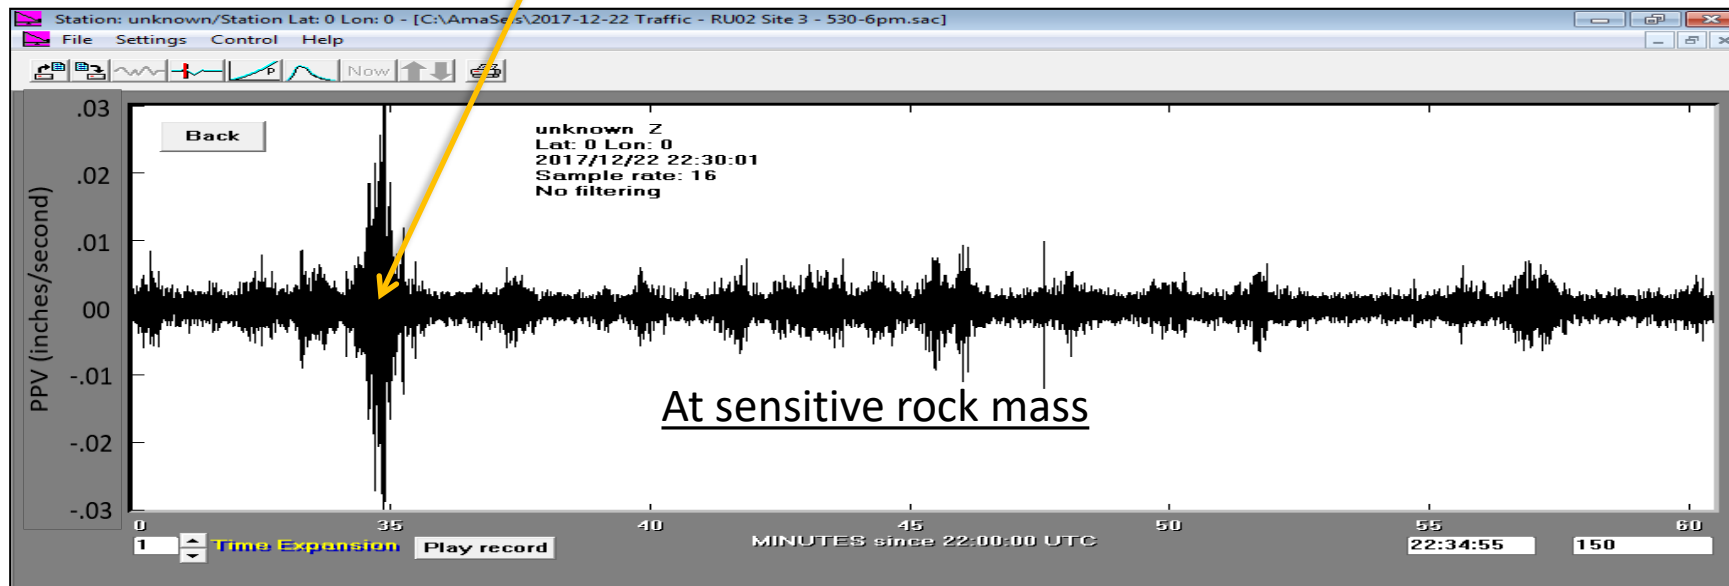 Station: unknown/Station Lat: 0 Lon: 0 - [C:\AmaSeis\2017-12-22 Traffic - RU02 Site 3 - 530-6pm.sac]
File Settings Control Help
P Now
Back
unknown Z
Lat: 0 Lon: 0
2017/12/22 22:30:01
Sample rate: 16
No filtering
PPV (inches/second)
.03
.02
.01
00
-.01
-.02
-.03
At sensitive rock mass
0 35 40 45 50 55 60
1 Time Expansion Play record MINUTES since 22:00:00 UTC 22:34:55 150